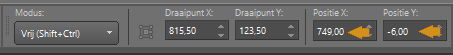 Modus: Draaipunt X: Draaipunt Y: Positie X: Positie Y:
Vrij (Shift+Ctrl) 815,50 123,50 749,00 -6,00